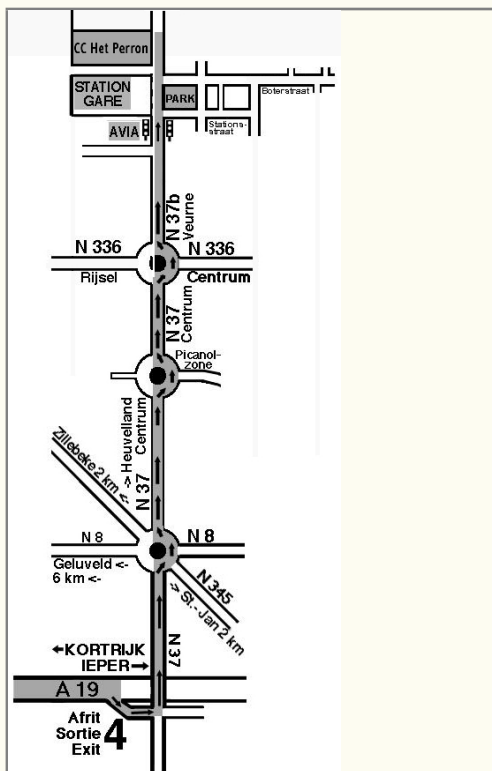 CC Het Perron
STATION
GARE
PARK
Boterstraat
AVIA
Stations-
straat
N 37b
Veurne
N 336
N 336
Rijsel
Centrum
N 37
Centrum
Picanol-
zone
-> Heuvelland
Centrum
Zillebeke 2 km <-
N 37
N 8
N 8
Geluveld <-
6 km <-
N 345
-> St.- Jan 2 km
N 37
←KORTRIJK
IEPER→
A 19
Afrit
Sortie
Exit
4